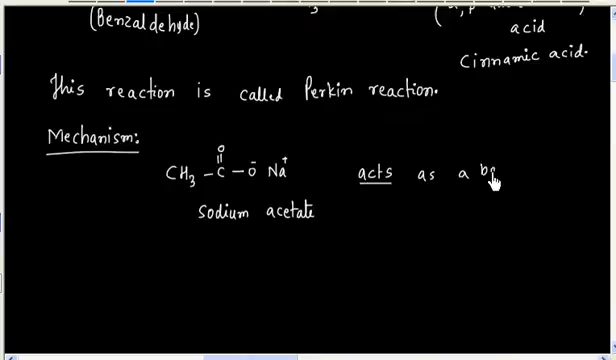 (Benzaldehyde)
acid
Cinnamic acid.
This reaction is called Perkin reaction.
Mechanism:
O
CH3 – C – O⁻ Na⁺ acts as a
sodium acetate